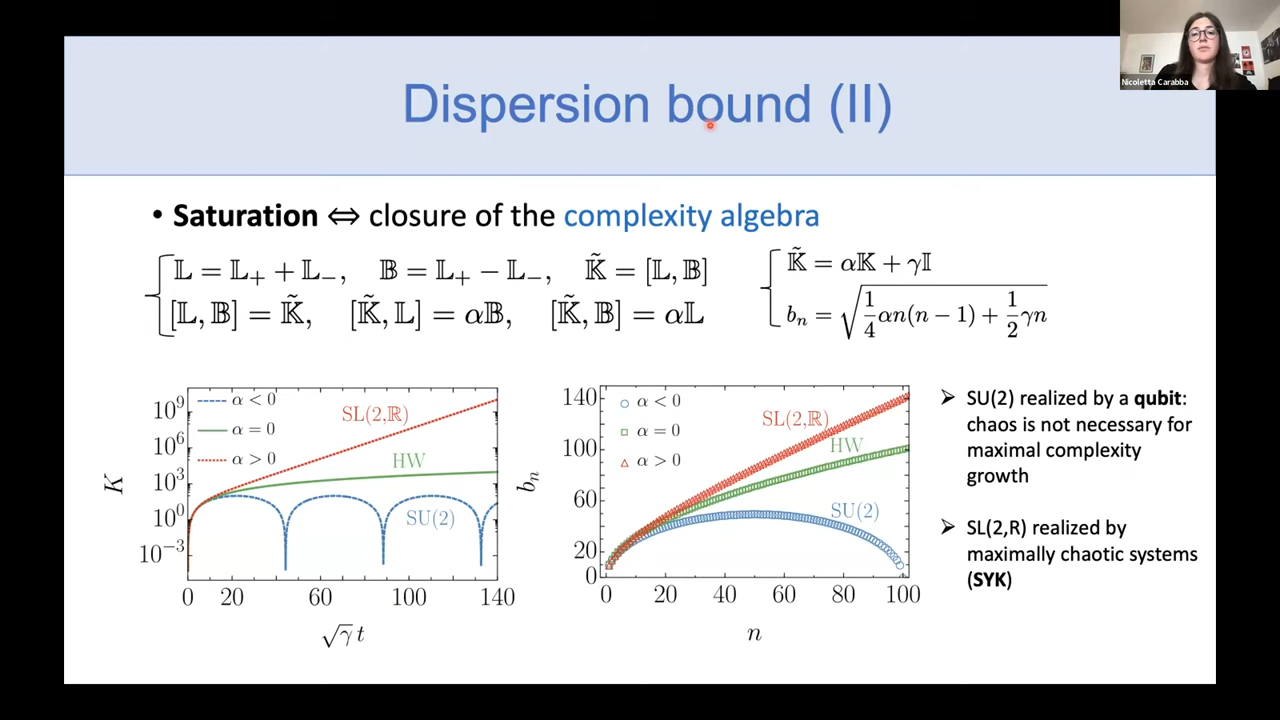 Nicoletta Carabba
Dispersion bound (II)
• Saturation ⇔ closure of the complexity algebra
𝕃 = 𝕃₊ + 𝕃₋, 𝔹 = 𝕃₊ − 𝕃₋, 𝕂̃ = [𝕃, 𝔹]
[𝕃, 𝔹] = 𝕂̃, [𝕂̃, 𝕃] = α𝔹, [𝕂̃, 𝔹] = α𝕃
𝕂̃ = α𝕂 + γ𝕀
bₙ = √(1/4 αn(n − 1) + 1/2 γn)
K
10⁹
10⁶
10³
10⁰
10⁻³
α < 0
α = 0
α > 0
SL(2,ℝ)
HW
SU(2)
0 20 60 100 140
√γ t
bₙ
140
100
60
20
0
α < 0
α = 0
α > 0
SL(2,ℝ)
HW
SU(2)
0 20 40 60 80 100
n
➢ SU(2) realized by a qubit:
chaos is not necessary for
maximal complexity
growth
➢ SL(2,R) realized by
maximally chaotic systems
(SYK)